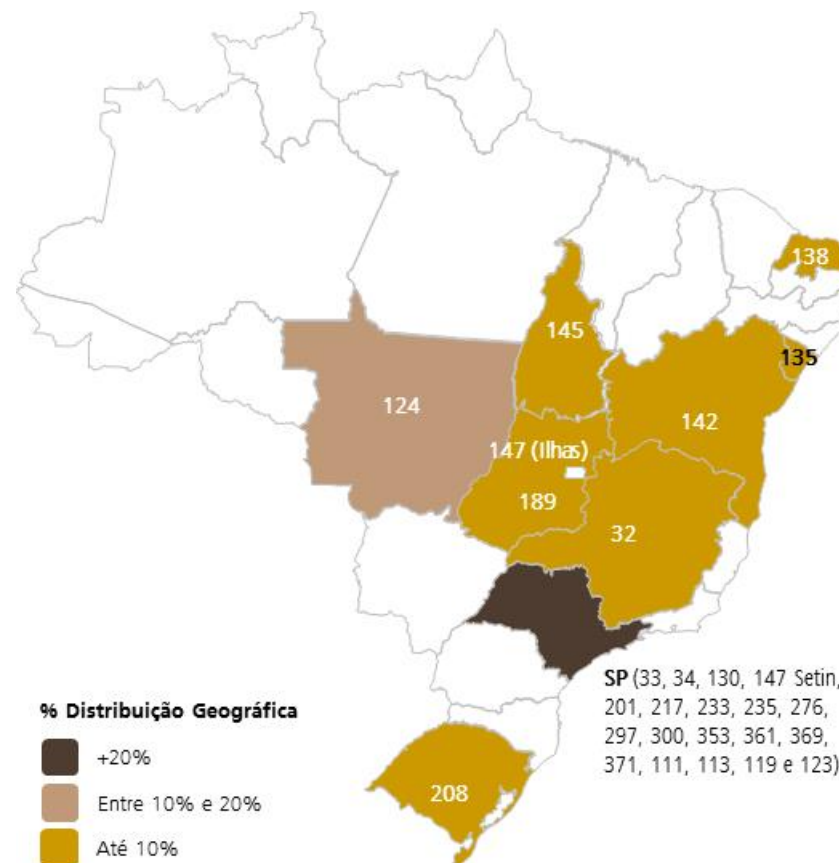 138
145
135
124
142
147 (Ilhas)
189
32
SP (33, 34, 130, 147 Setin,
201, 217, 233, 235, 276,
297, 300, 353, 361, 369,
371, 111, 113, 119 e 123)
% Distribuição Geográfica
+20%
Entre 10% e 20%
Até 10%
208